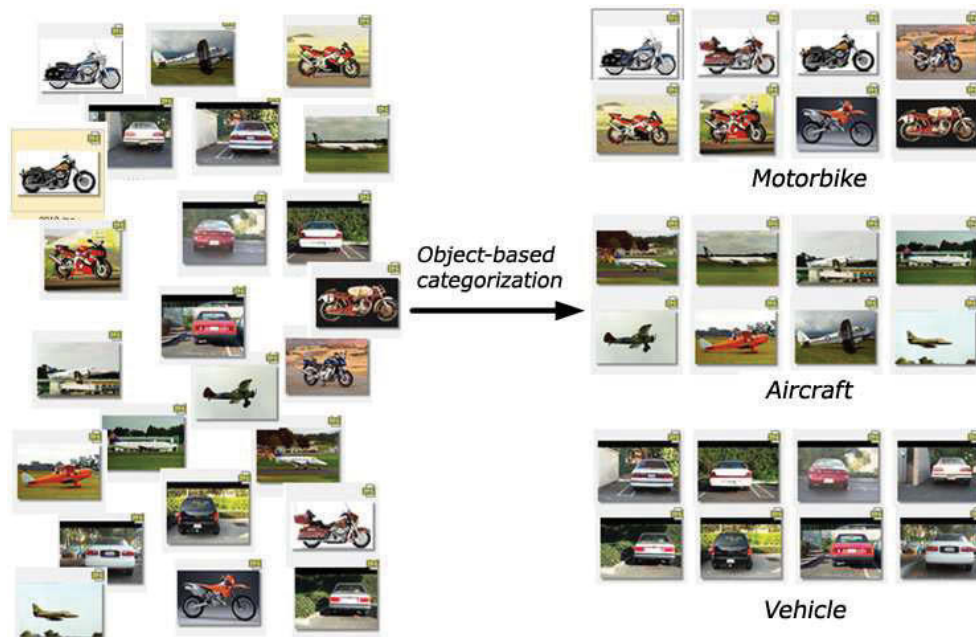 Motorbike
Object-based
categorization
Aircraft
Vehicle